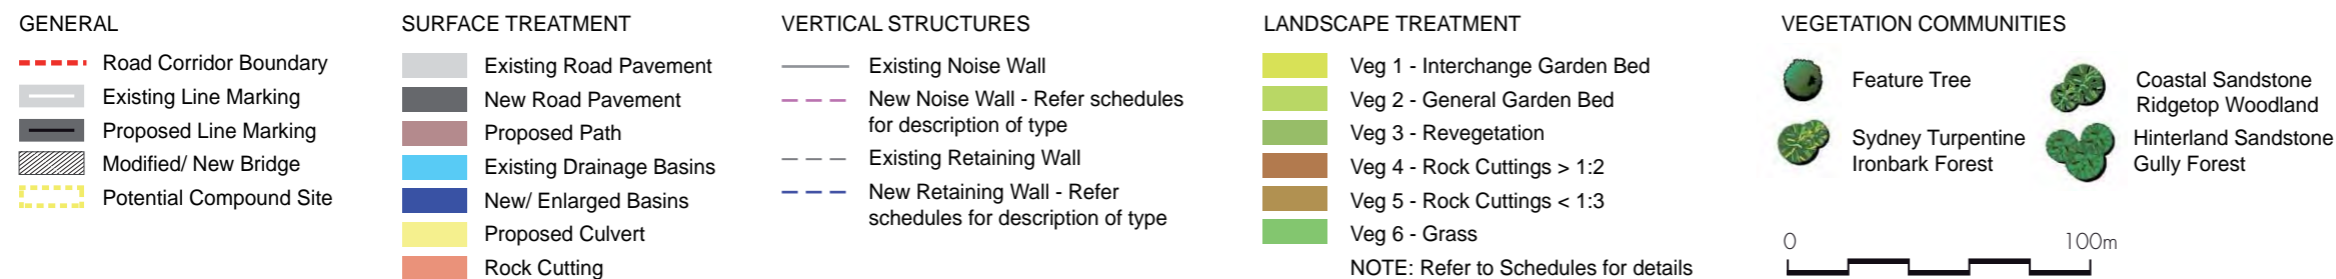 GENERAL
Road Corridor Boundary
Existing Line Marking
Proposed Line Marking
Modified/ New Bridge
Potential Compound Site
SURFACE TREATMENT
Existing Road Pavement
New Road Pavement
Proposed Path
Existing Drainage Basins
New/ Enlarged Basins
Proposed Culvert
Rock Cutting
VERTICAL STRUCTURES
Existing Noise Wall
New Noise Wall - Refer schedules
for description of type
Existing Retaining Wall
New Retaining Wall - Refer
schedules for description of type
LANDSCAPE TREATMENT
Veg 1 - Interchange Garden Bed
Veg 2 - General Garden Bed
Veg 3 - Revegetation
Veg 4 - Rock Cuttings > 1:2
Veg 5 - Rock Cuttings < 1:3
Veg 6 - Grass
NOTE: Refer to Schedules for details
VEGETATION COMMUNITIES
Feature Tree
Sydney Turpentine
Ironbark Forest
Coastal Sandstone
Ridgetop Woodland
Hinterland Sandstone
Gully Forest
0 100m